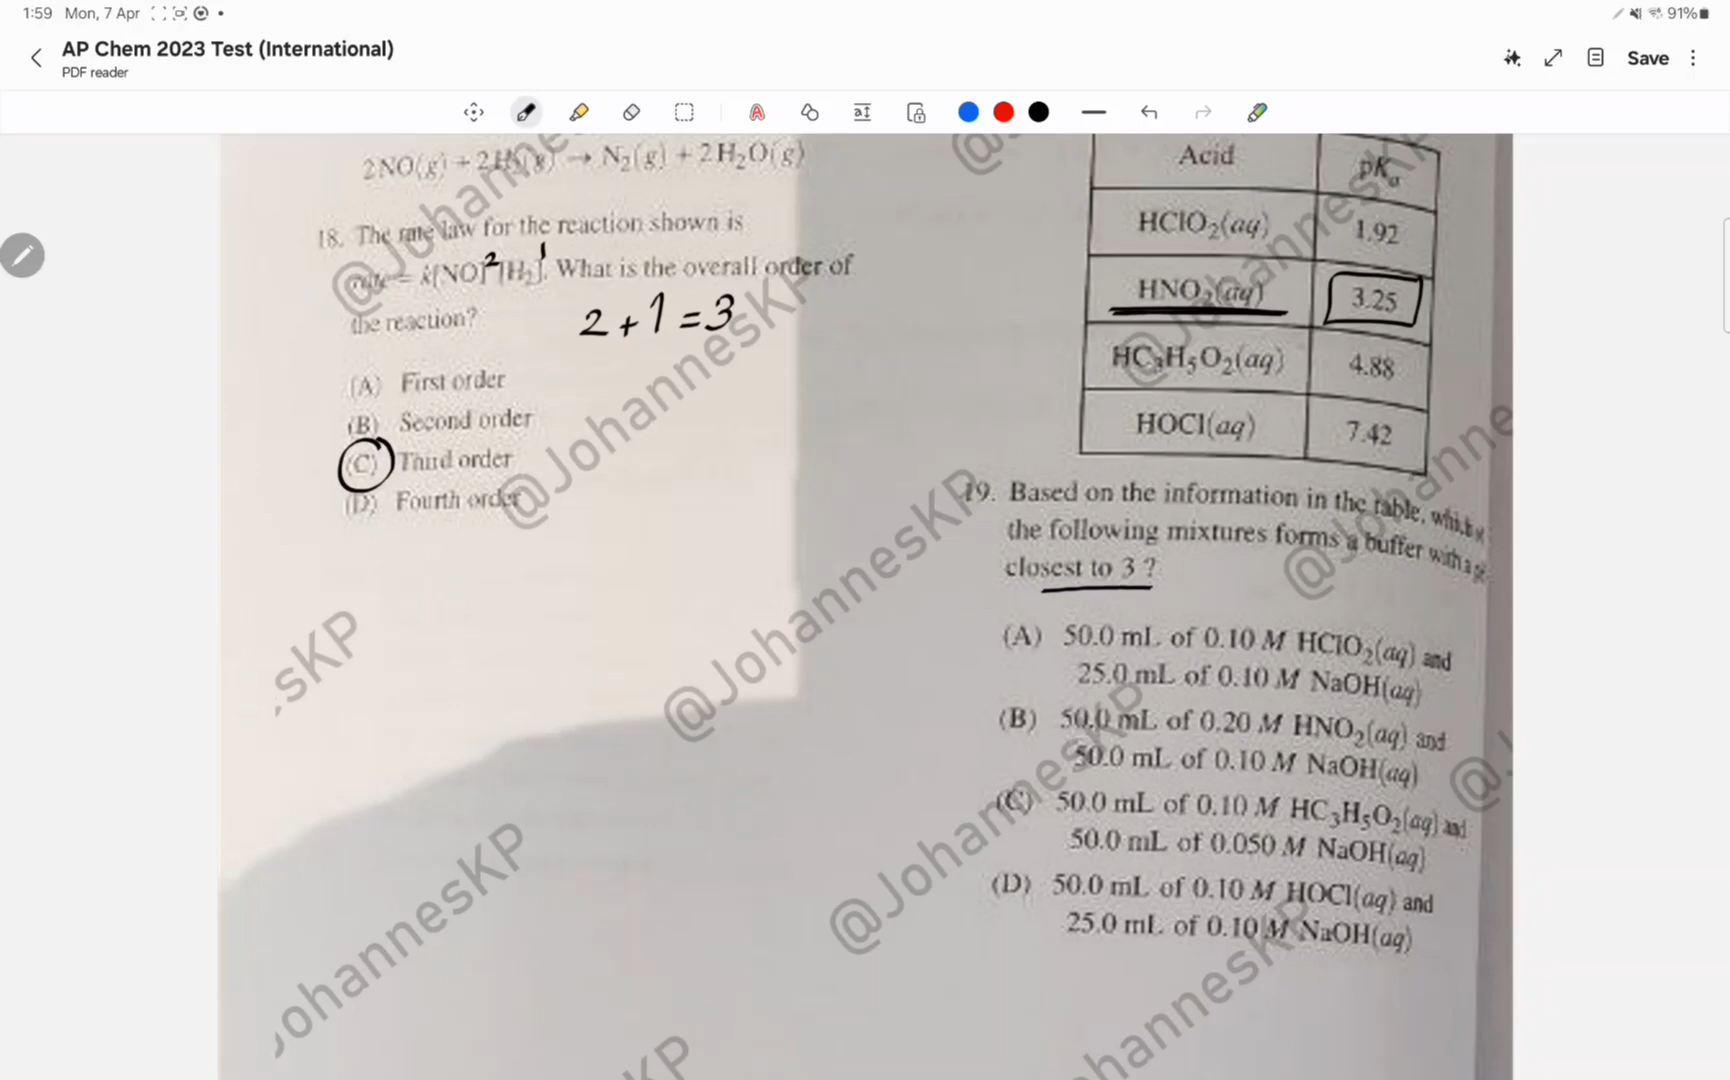 1:59 Mon, 7 Apr
91%
AP Chem 2023 Test (International)
PDF reader
Save
2NO(g) + 2H₂(g) → N₂(g) + 2H₂O(g)
18. The rate law for the reaction shown is
rate = k[NO]²[H₂]¹. What is the overall order of
the reaction?
2+1=3
(A) First order
(B) Second order
(C) Third order
(D) Fourth order
Acid pKₐ
HClO₂(aq) 1.92
HNO₂(aq) 3.25
HC₃H₅O₂(aq) 4.88
HOCl(aq) 7.42
19. Based on the information in the table, which of
the following mixtures forms a buffer with a
closest to 3 ?
(A) 50.0 mL of 0.10 M HClO₂(aq) and
25.0 mL of 0.10 M NaOH(aq)
(B) 50.0 mL of 0.20 M HNO₂(aq) and
50.0 mL of 0.10 M NaOH(aq)
(C) 50.0 mL of 0.10 M HC₃H₅O₂(aq) and
50.0 mL of 0.050 M NaOH(aq)
(D) 50.0 mL of 0.10 M HOCl(aq) and
25.0 mL of 0.10 M NaOH(aq)
@JohannesKP
@JohannesKP
@JohannesKP
@JohannesKP